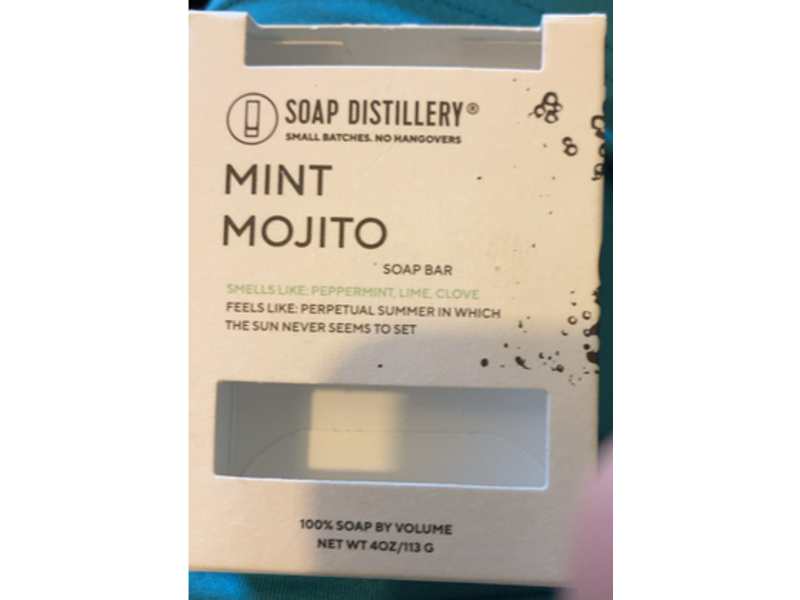 SOAP DISTILLERY®
SMALL BATCHES. NO HANGOVERS
MINT
MOJITO
SOAP BAR
SMELLS LIKE: PEPPERMINT, LIME, CLOVE
FEELS LIKE: PERPETUAL SUMMER IN WHICH
THE SUN NEVER SEEMS TO SET
100% SOAP BY VOLUME
NET WT 4OZ/113 G